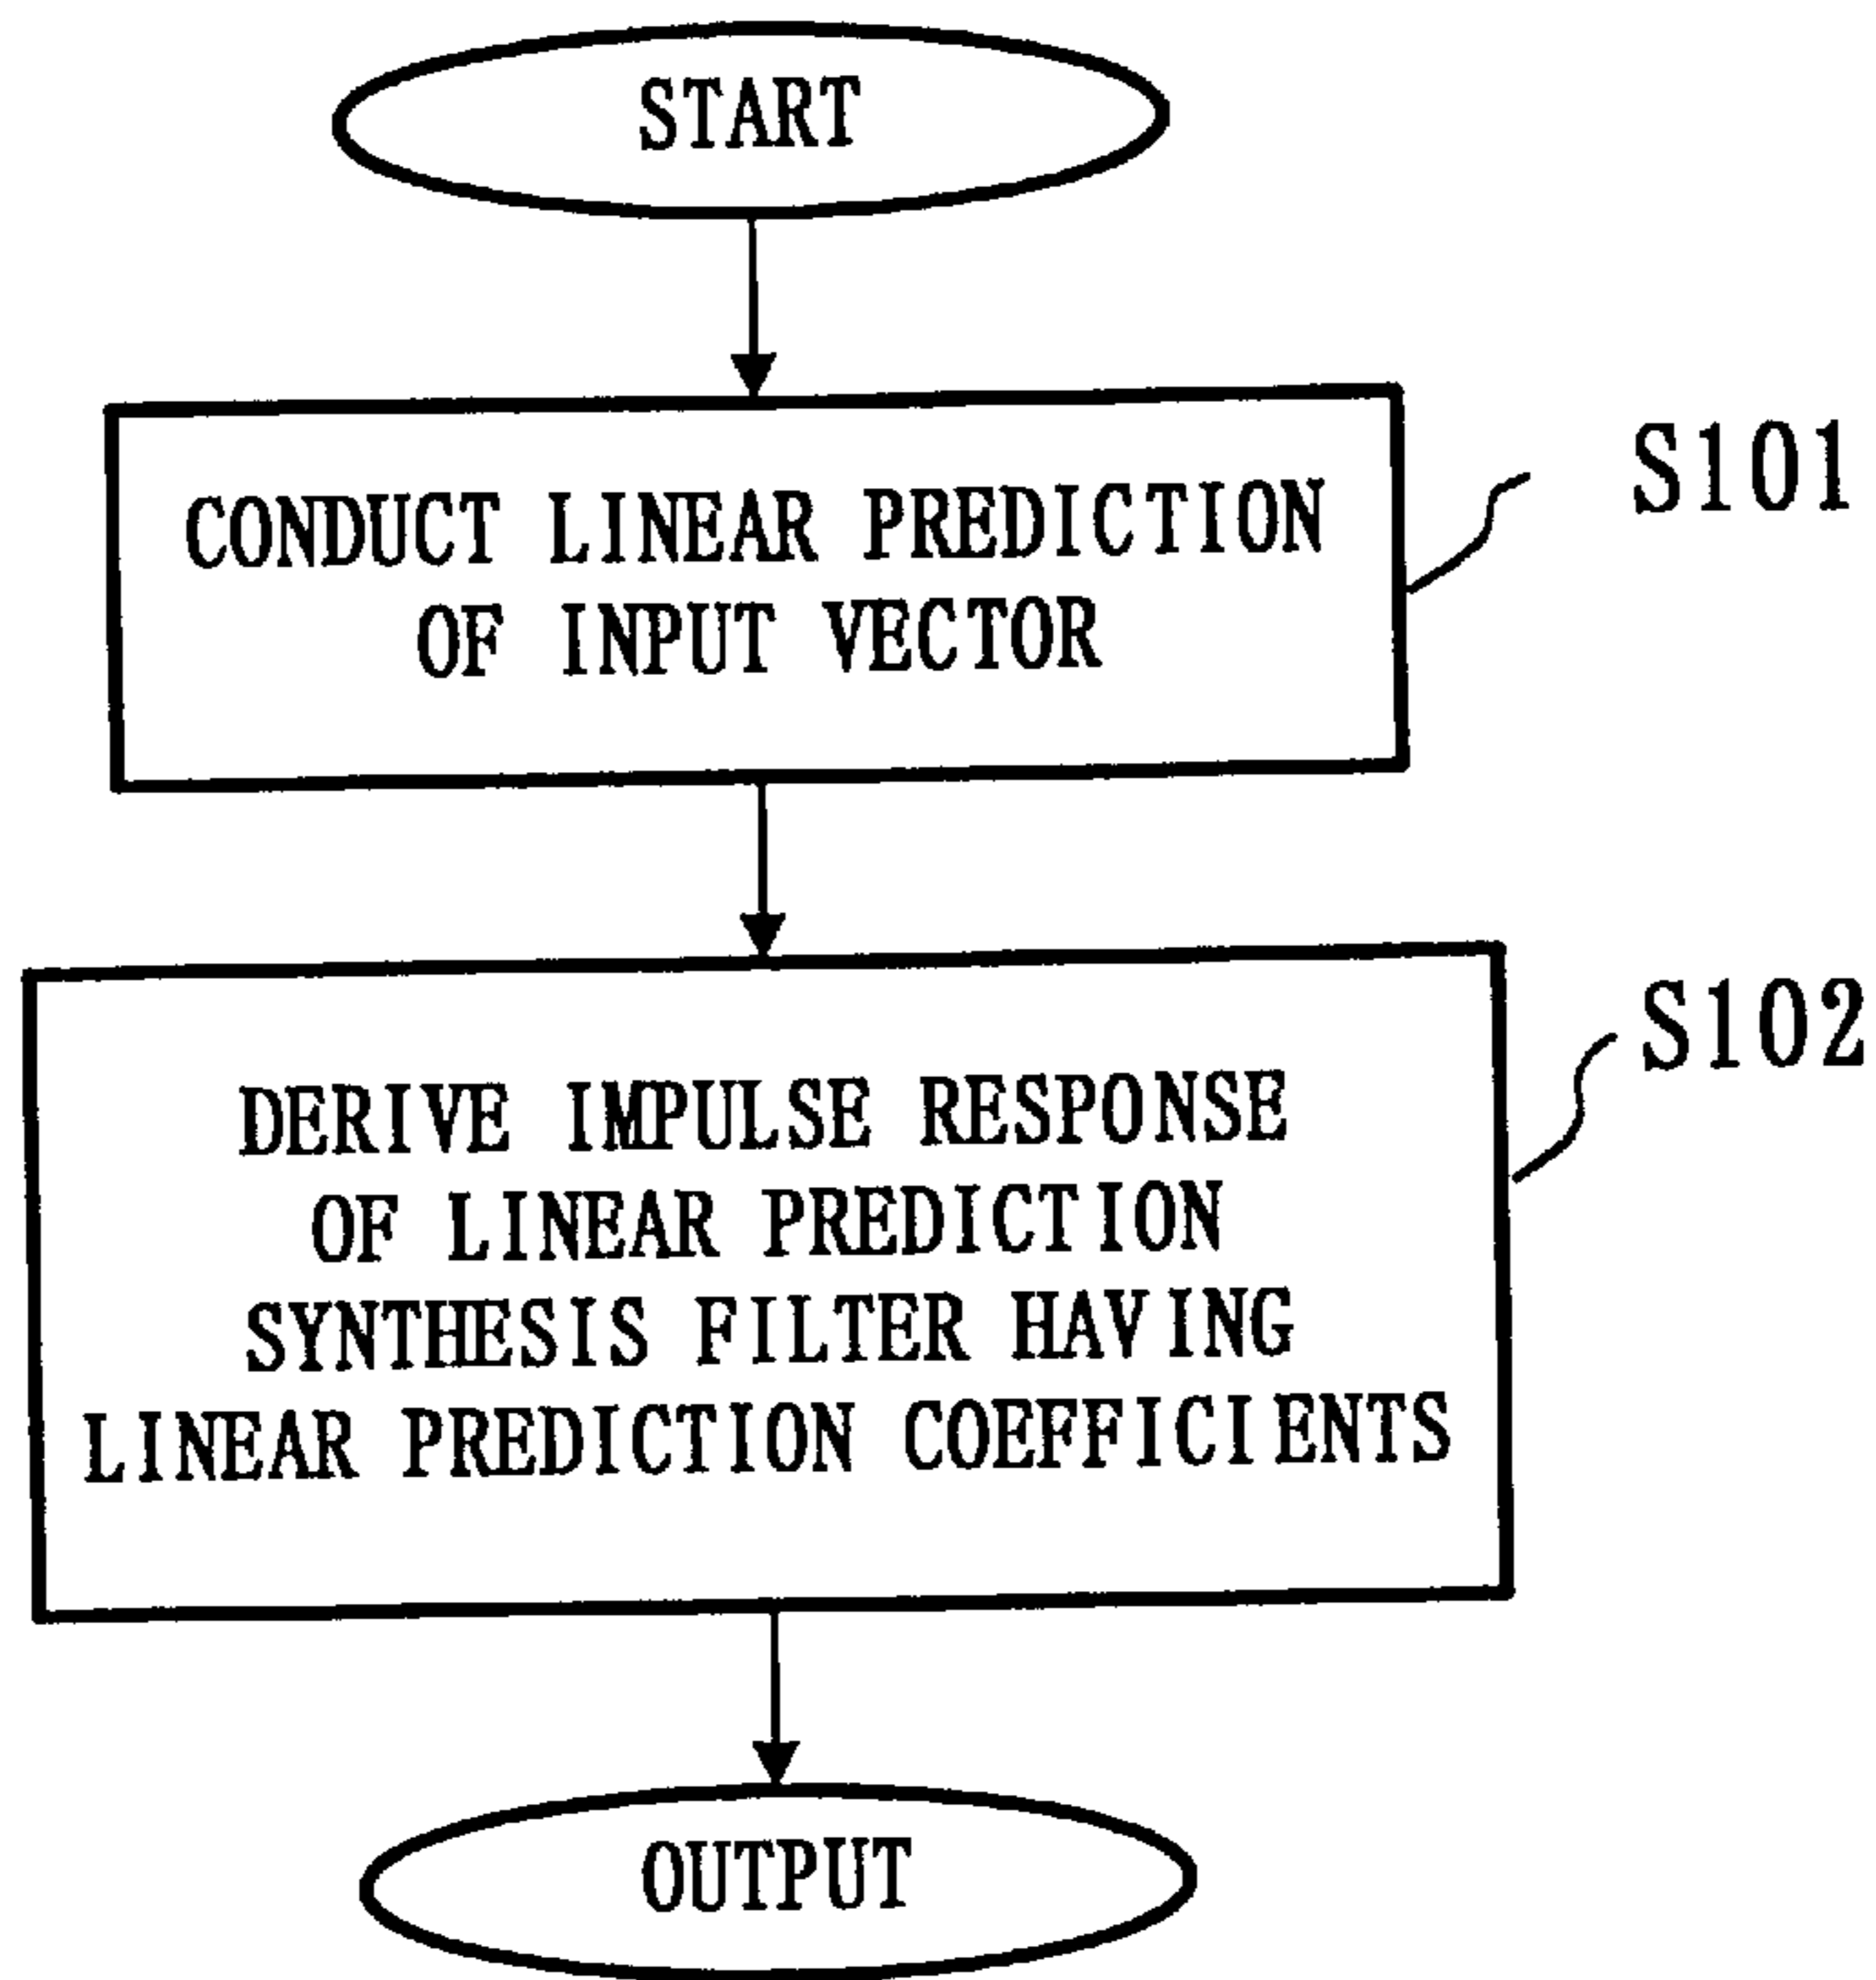 START
CONDUCT LINEAR PREDICTION
OF INPUT VECTOR
S101
DERIVE IMPULSE RESPONSE
OF LINEAR PREDICTION
SYNTHESIS FILTER HAVING
LINEAR PREDICTION COEFFICIENTS
S102
OUTPUT